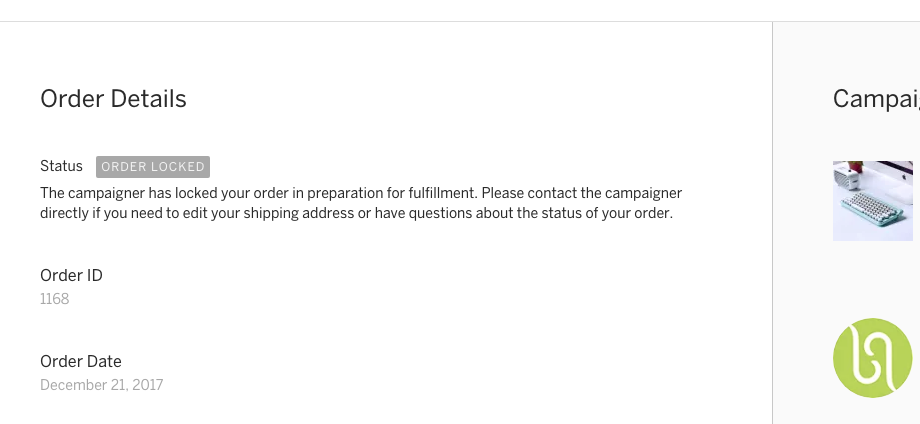 Order Details
Status ORDER LOCKED
The campaigner has locked your order in preparation for fulfillment. Please contact the campaigner
directly if you need to edit your shipping address or have questions about the status of your order.
Order ID
1168
Order Date
December 21, 2017
Campaig